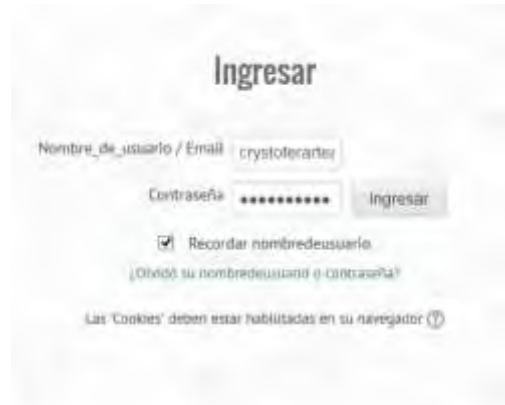 Ingresar
Nombre_de_usuario / Email
Contraseña •••••••••• Ingresar
Recordar nombredeusuario
¿Olvidó su nombredeusuario o contraseña?
Las 'Cookies' deben estar habilitadas en su navegador